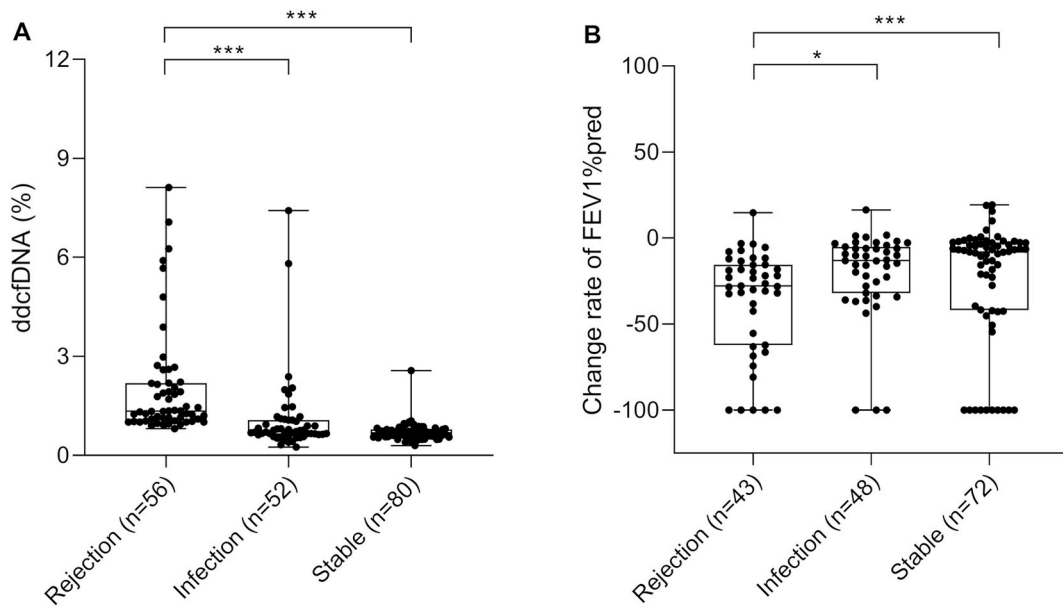 A
***
***
12
9
6
3
0
ddcfDNA (%)
Rejection (n=56)
Infection (n=52)
Stable (n=80)
B
***
*
100
50
0
-50
-100
Change rate of FEV1%pred
Rejection (n=43)
Infection (n=48)
Stable (n=72)